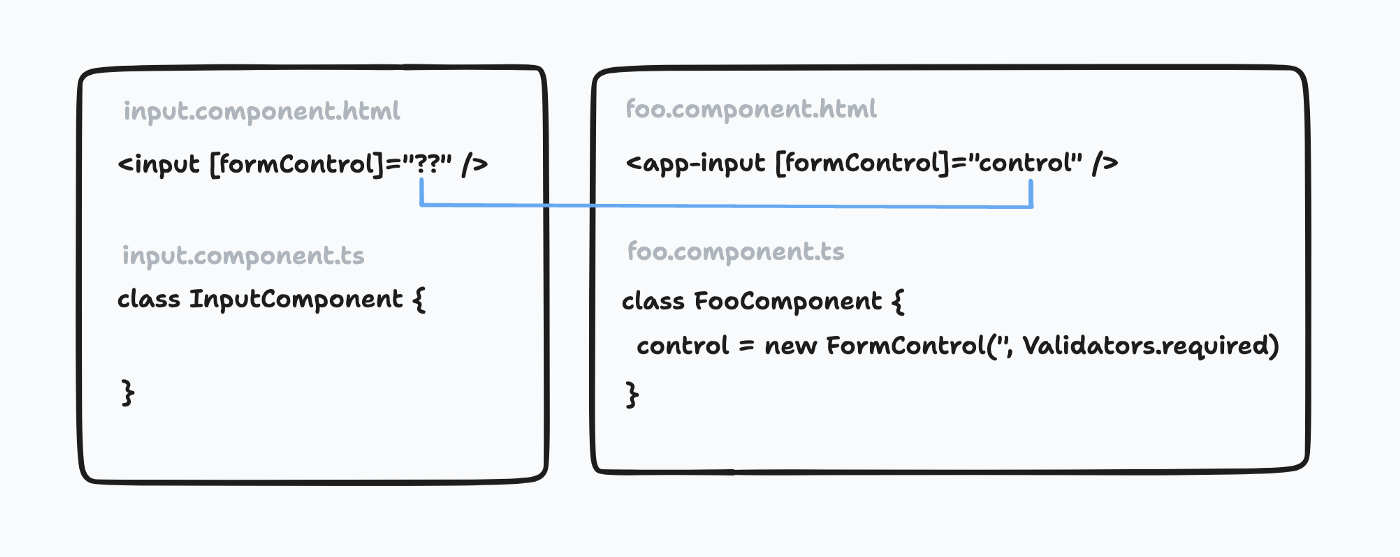 input.component.html
<input [formControl]="??" />
input.component.ts
class InputComponent {
}
foo.component.html
<app-input [formControl]="control" />
foo.component.ts
class FooComponent {
control = new FormControl('', Validators.required)
}